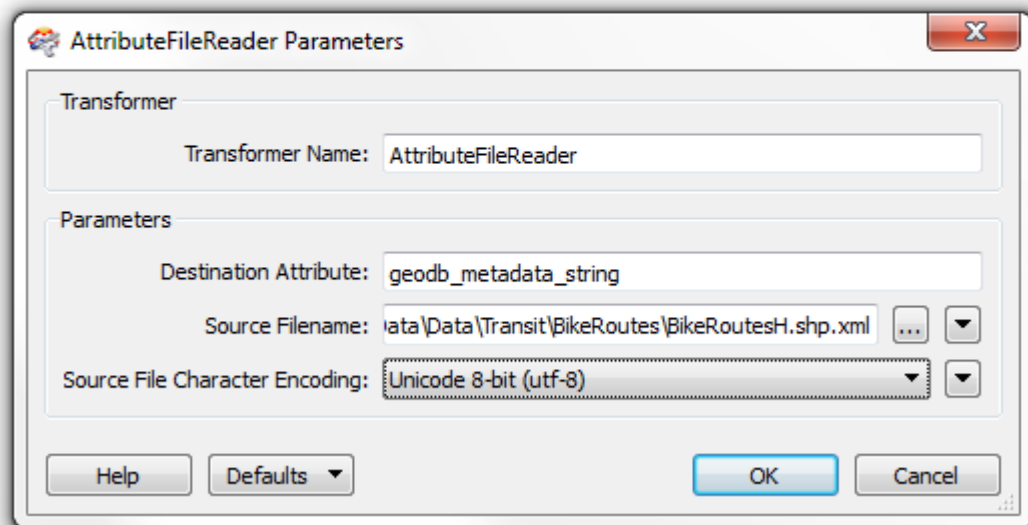 AttributeFileReader Parameters
Transformer
Transformer Name: AttributeFileReader
Parameters
Destination Attribute: geodb_metadata_string
Source Filename: ata\Data\Transit\BikeRoutes\BikeRoutesH.shp.xml ...
Source File Character Encoding: Unicode 8-bit (utf-8)
Help Defaults OK Cancel